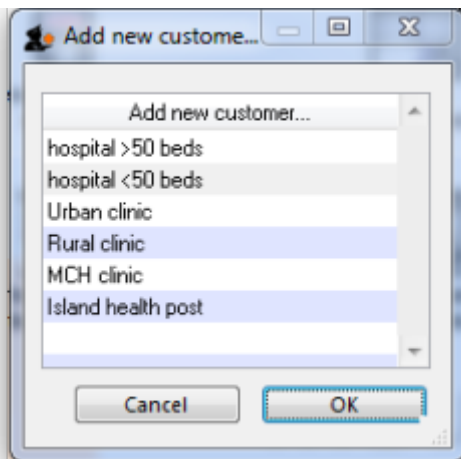 Add new custome...
Add new customer...
hospital >50 beds
hospital <50 beds
Urban clinic
Rural clinic
MCH clinic
Island health post
Cancel
OK